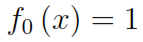 f₀ (x) = 1